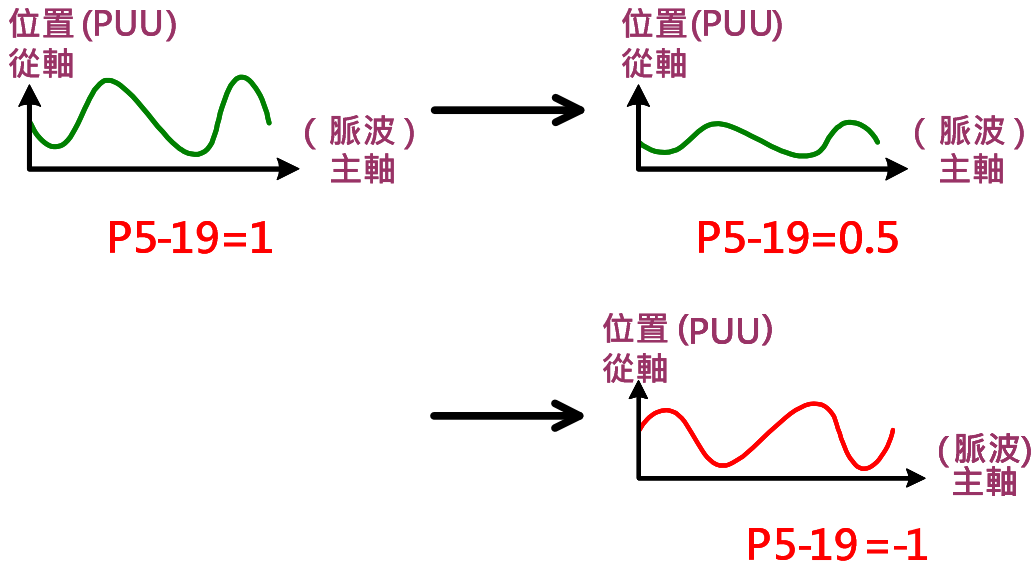 位置(PUU)
從軸
(脈波)
主軸
P5-19=1
位置(PUU)
從軸
(脈波)
主軸
P5-19=0.5
位置(PUU)
從軸
(脈波)
主軸
P5-19=-1